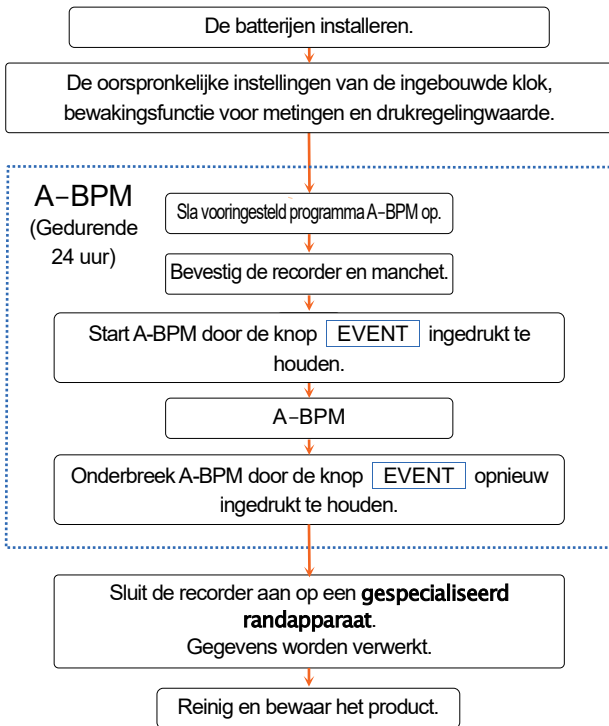 De batterijen installeren.
De oorspronkelijke instellingen van de ingebouwde klok,
bewakingsfunctie voor metingen en drukregelingwaarde.
A-BPM
(Gedurende
24 uur)
Sla vooringesteld programma A-BPM op.
Bevestig de recorder en manchet.
Start A-BPM door de knop EVENT ingedrukt te
houden.
A-BPM
Onderbreek A-BPM door de knop EVENT opnieuw
ingedrukt te houden.
Sluit de recorder aan op een gespecialiseerd
randapparaat.
Gegevens worden verwerkt.
Reinig en bewaar het product.